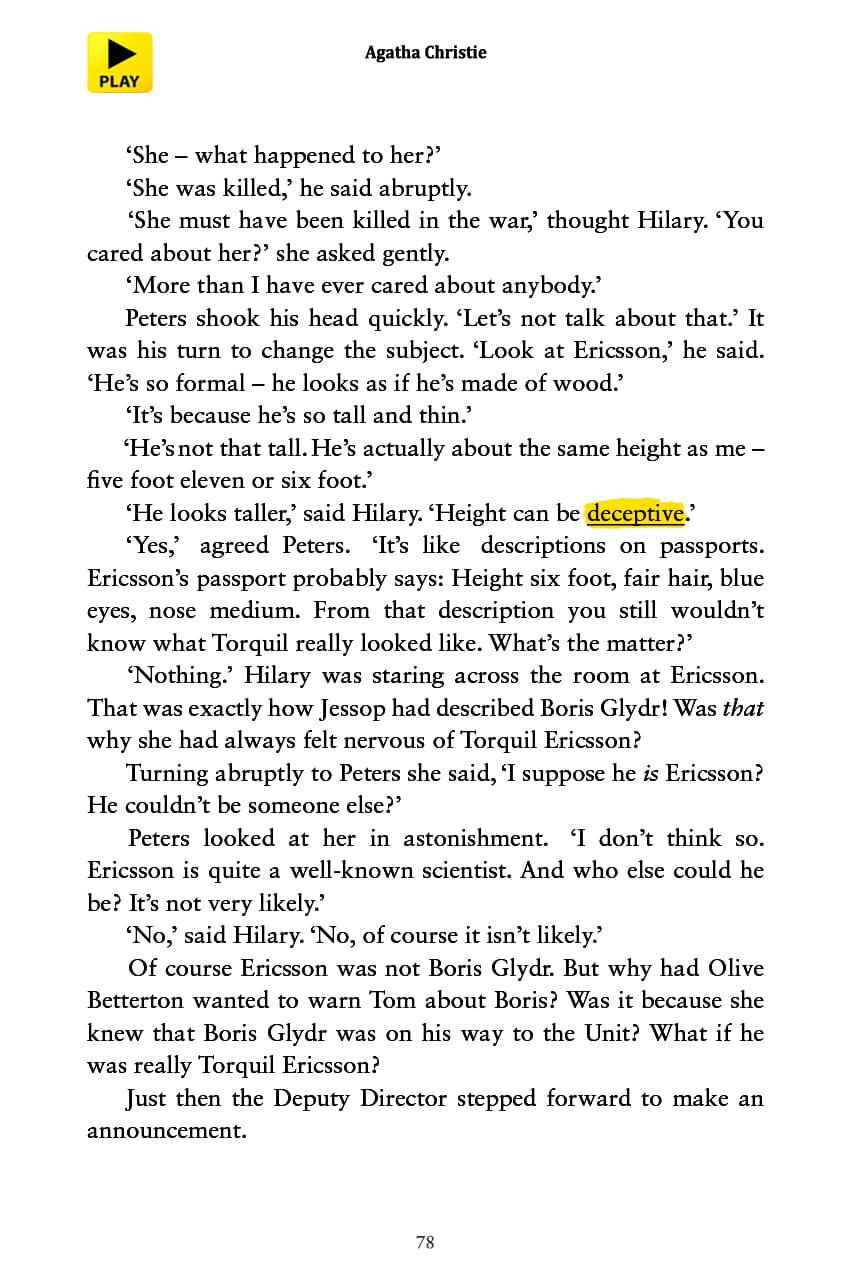 Agatha Christie
PLAY
‘She – what happened to her?’
‘She was killed,’ he said abruptly.
‘She must have been killed in the war,’ thought Hilary. ‘You
cared about her?’ she asked gently.
‘More than I have ever cared about anybody.’
Peters shook his head quickly. ‘Let’s not talk about that.’ It
was his turn to change the subject. ‘Look at Ericsson,’ he said.
‘He’s so formal – he looks as if he’s made of wood.’
‘It’s because he’s so tall and thin.’
‘He’s not that tall. He’s actually about the same height as me –
five foot eleven or six foot.’
‘He looks taller,’ said Hilary. ‘Height can be deceptive.’
‘Yes,’ agreed Peters. ‘It’s like descriptions on passports.
Ericsson’s passport probably says: Height six foot, fair hair, blue
eyes, nose medium. From that description you still wouldn’t
know what Torquil really looked like. What’s the matter?’
‘Nothing.’ Hilary was staring across the room at Ericsson.
That was exactly how Jessop had described Boris Glydr! Was that
why she had always felt nervous of Torquil Ericsson?
Turning abruptly to Peters she said, ‘I suppose he is Ericsson?
He couldn’t be someone else?’
Peters looked at her in astonishment. ‘I don’t think so.
Ericsson is quite a well-known scientist. And who else could he
be? It’s not very likely.’
‘No,’ said Hilary. ‘No, of course it isn’t likely.’
Of course Ericsson was not Boris Glydr. But why had Olive
Betterton wanted to warn Tom about Boris? Was it because she
knew that Boris Glydr was on his way to the Unit? What if he
was really Torquil Ericsson?
Just then the Deputy Director stepped forward to make an
announcement.
78